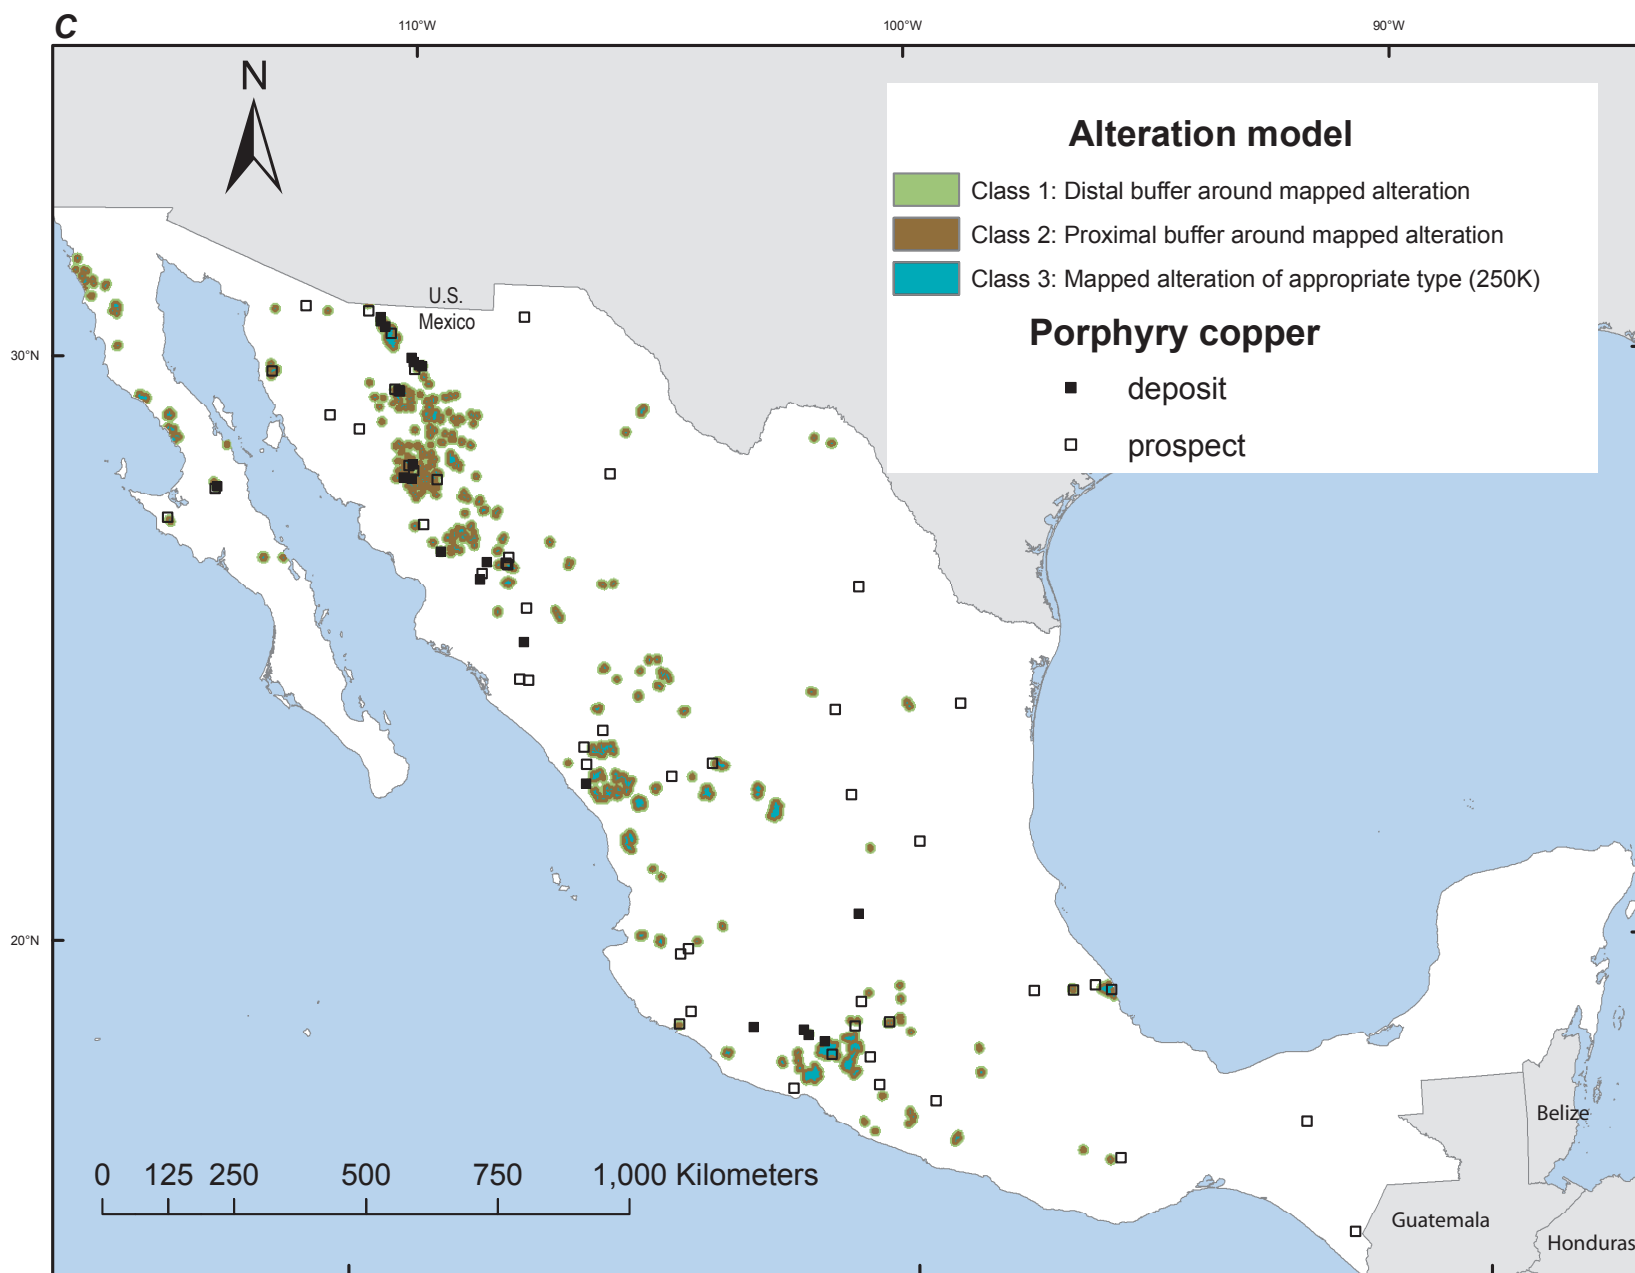 C
110°W
100°W
90°W
N
Alteration model
Class 1: Distal buffer around mapped alteration
Class 2: Proximal buffer around mapped alteration
Class 3: Mapped alteration of appropriate type (250K)
Porphyry copper
deposit
prospect
U.S.
Mexico
30°N
20°N
Belize
0 125 250 500 750 1,000 Kilometers
Guatemala
Honduras